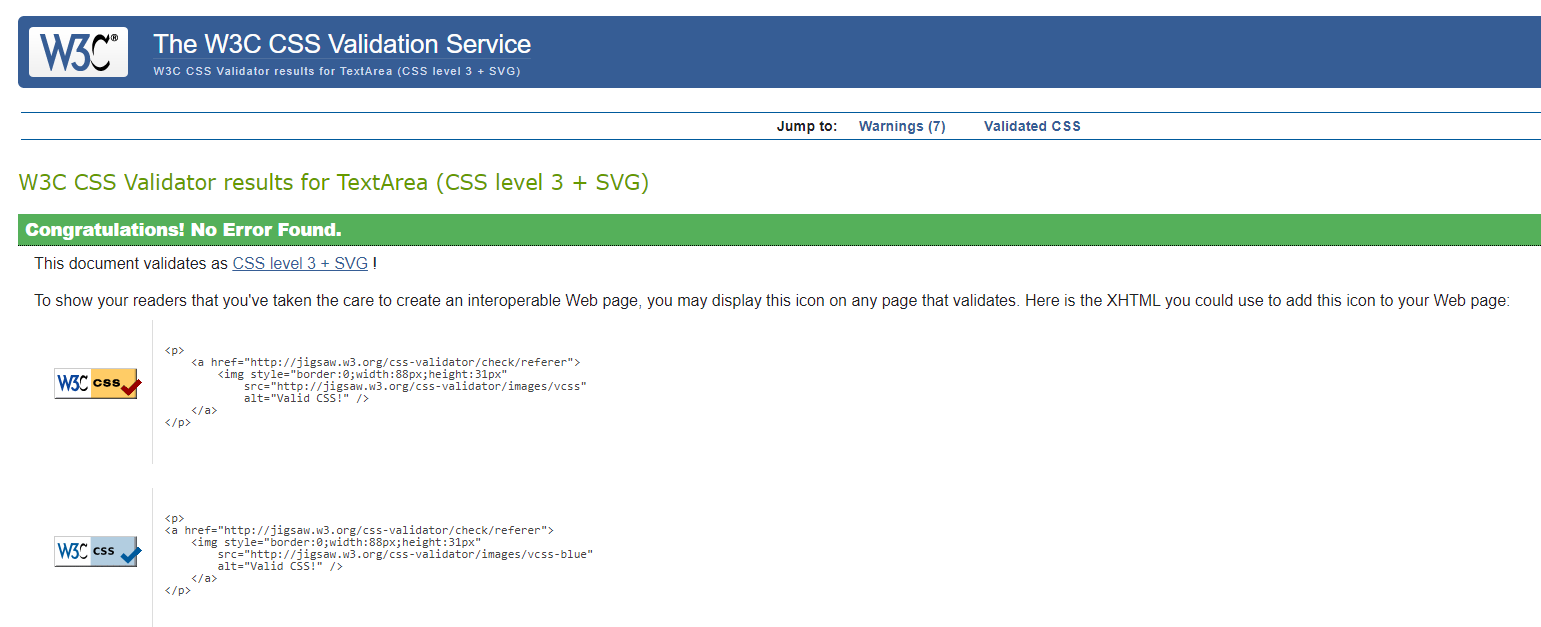 W3C®
The W3C CSS Validation Service
W3C CSS Validator results for TextArea (CSS level 3 + SVG)
Jump to: Warnings (7) Validated CSS
W3C CSS Validator results for TextArea (CSS level 3 + SVG)
Congratulations! No Error Found.
This document validates as CSS level 3 + SVG !
To show your readers that you've taken the care to create an interoperable Web page, you may display this icon on any page that validates. Here is the XHTML you could use to add this icon to your Web page:
W3C css
<p>
<a href="http://jigsaw.w3.org/css-validator/check/referer">
<img style="border:0;width:88px;height:31px"
src="http://jigsaw.w3.org/css-validator/images/vcss"
alt="Valid CSS!" />
</a>
</p>
W3C css
<p>
<a href="http://jigsaw.w3.org/css-validator/check/referer">
<img style="border:0;width:88px;height:31px"
src="http://jigsaw.w3.org/css-validator/images/vcss-blue"
alt="Valid CSS!" />
</a>
</p>